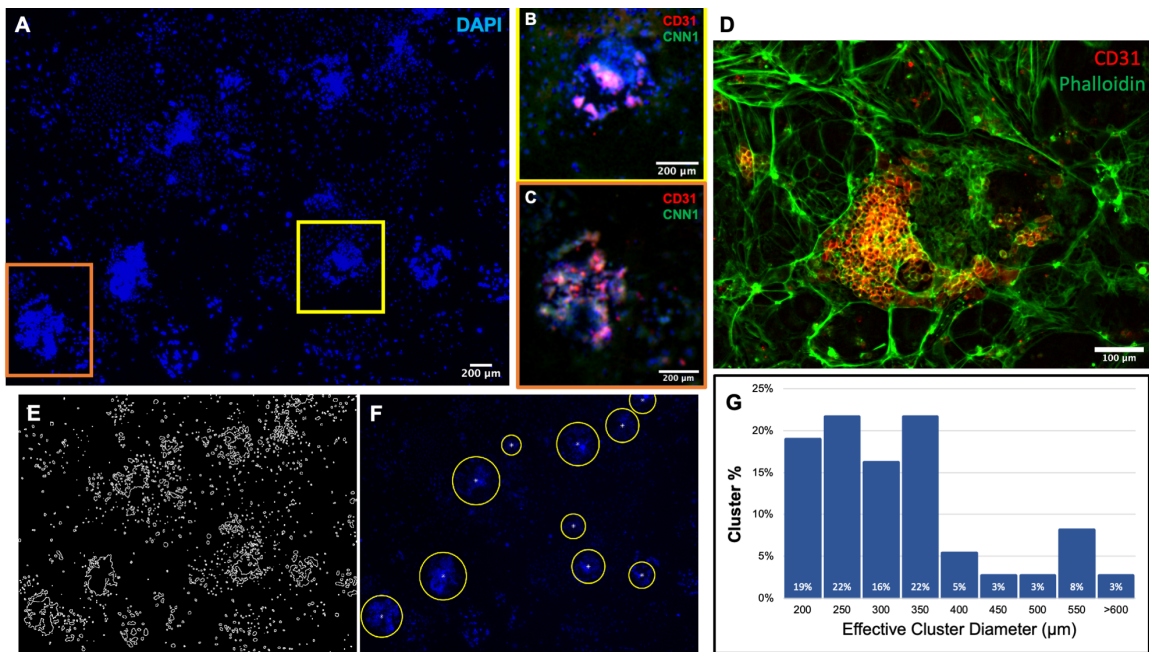 A
DAPI
200 µm
B
CD31
CNN1
200 µm
C
CD31
CNN1
200 µm
D
CD31
Phalloidin
100 µm
E
F
G
25%
20%
15%
10%
5%
0%
Cluster %
19%
22%
16%
22%
5%
3%
3%
8%
3%
200
250
300
350
400
450
500
550
>600
Effective Cluster Diameter (µm)